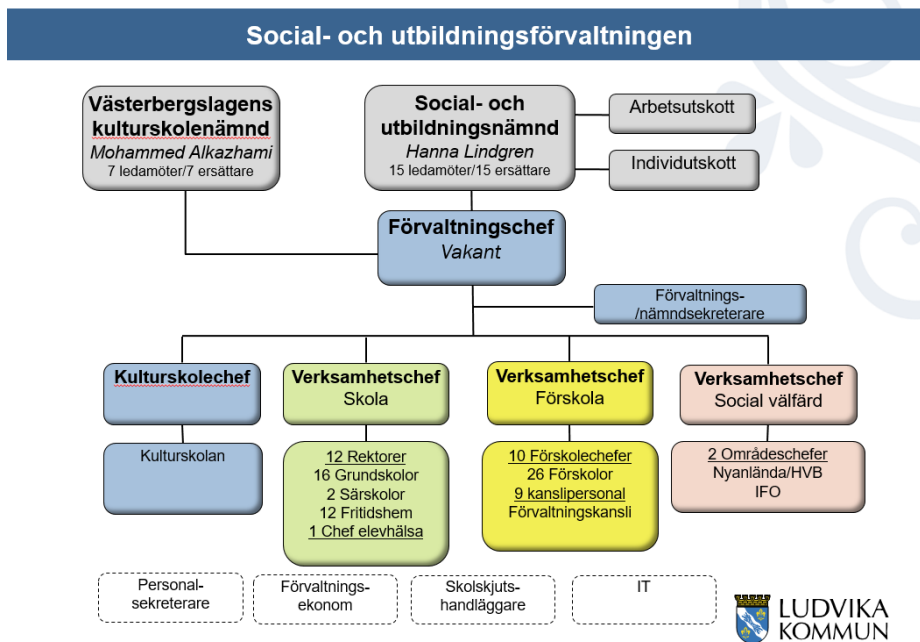 Social- och utbildningsförvaltningen
Västerbergslagens
kulturskolenämnd
Mohammed Alkazhami
7 ledamöter/7 ersättare
Social- och
utbildningsnämnd
Hanna Lindgren
15 ledamöter/15 ersättare
Arbetsutskott
Individutskott
Förvaltningschef
Vakant
Förvaltnings-
/nämndsekreterare
Kulturskolechef
Verksamhetschef
Skola
Verksamhetschef
Förskola
Verksamhetschef
Social välfärd
Kulturskolan
12 Rektorer
16 Grundskolor
2 Särskolor
12 Fritidshem
1 Chef elevhälsa
10 Förskolechefer
26 Förskolor
9 kanslipersonal
Förvaltningskansli
2 Områdeschefer
Nyanlända/HVB
IFO
Personal-
sekreterare
Förvaltnings-
ekonom
Skolskjuts-
handläggare
IT
LUDVIKA
KOMMUN